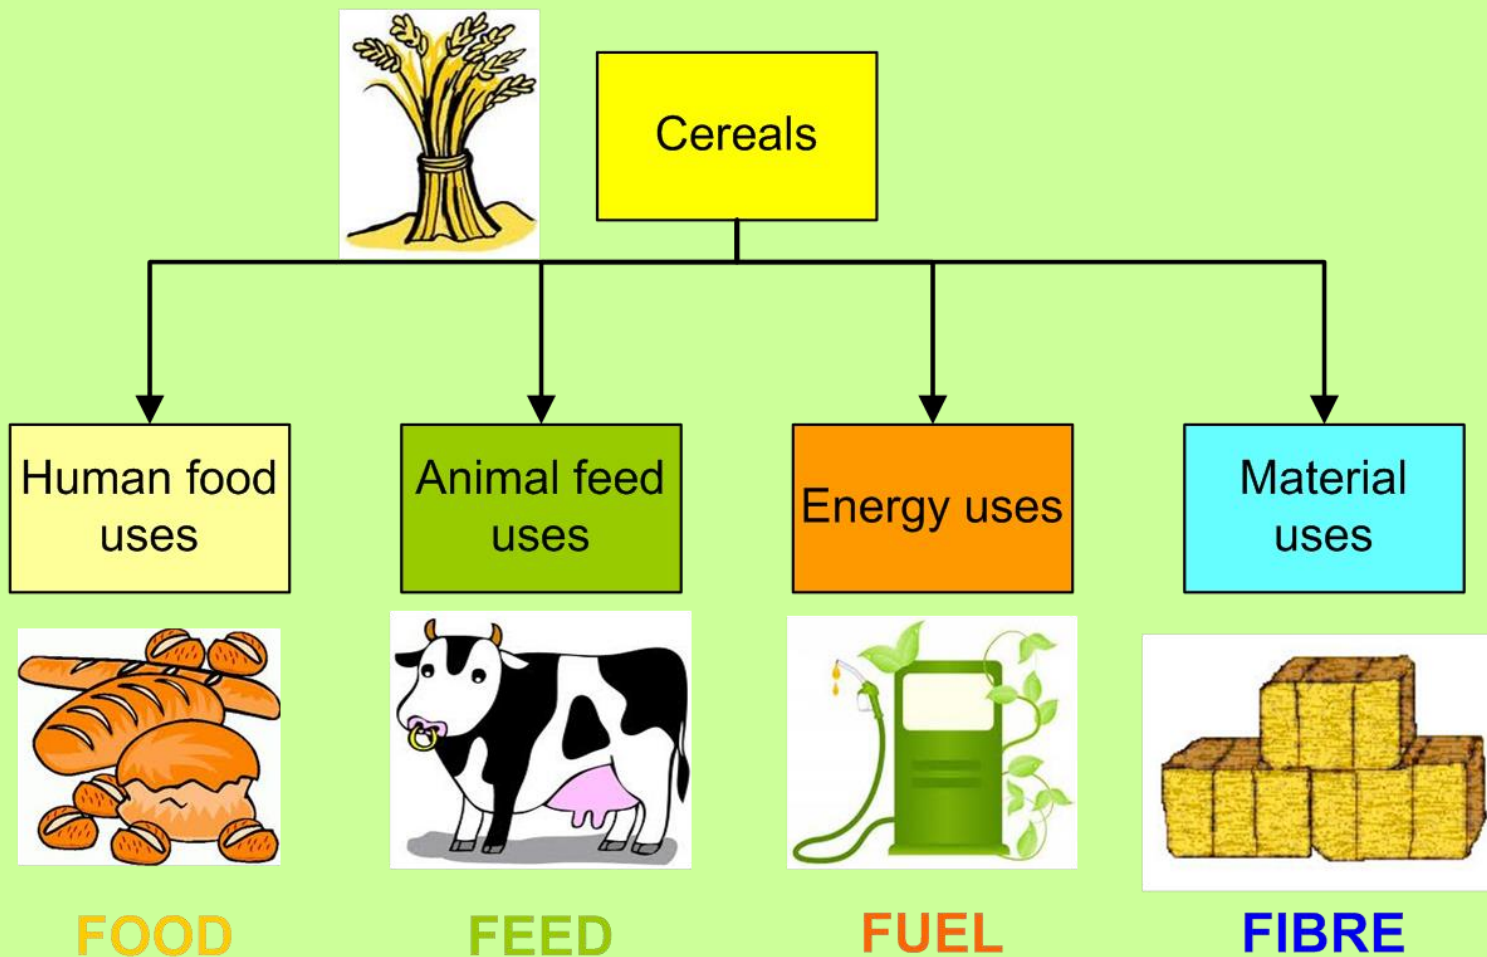 Cereals
Human food
uses
Animal feed
uses
Energy uses
Material
uses
FOOD
FEED
FUEL
FIBRE